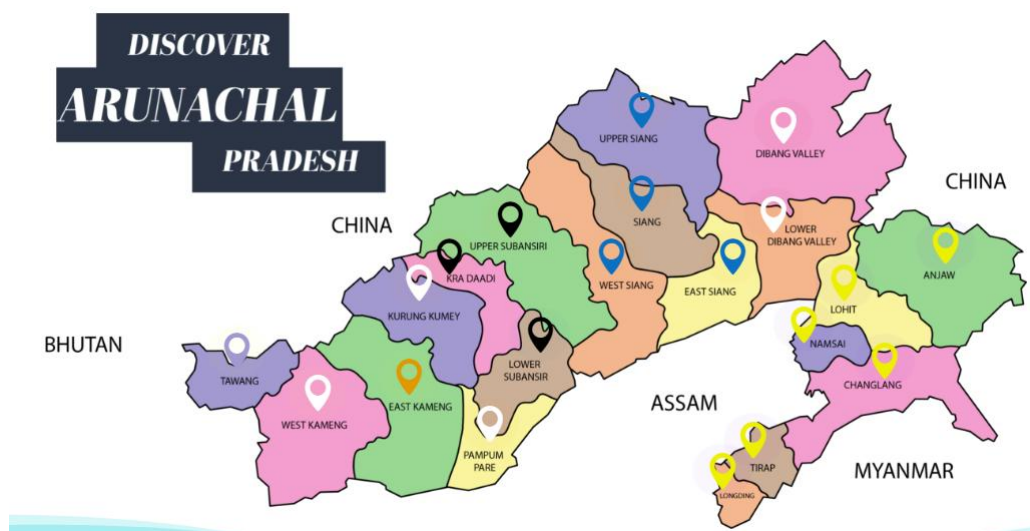 DISCOVER
ARUNACHAL
PRADESH
UPPER SIANG
DIBANG VALLEY
CHINA
SIANG
CHINA
UPPER SUBANSIRI
LOWER
DIBANG VALLEY
KRA DAADI
ANJAW
WEST SIANG
EAST SIANG
LOHIT
KURUNG KUMEY
BHUTAN
NAMSAI
LOWER
SUBANSIR
TAWANG
CHANGLANG
EAST KAMENG
ASSAM
WEST KAMENG
PAMPUM
PARE
TIRAP
MYANMAR
LONGDING